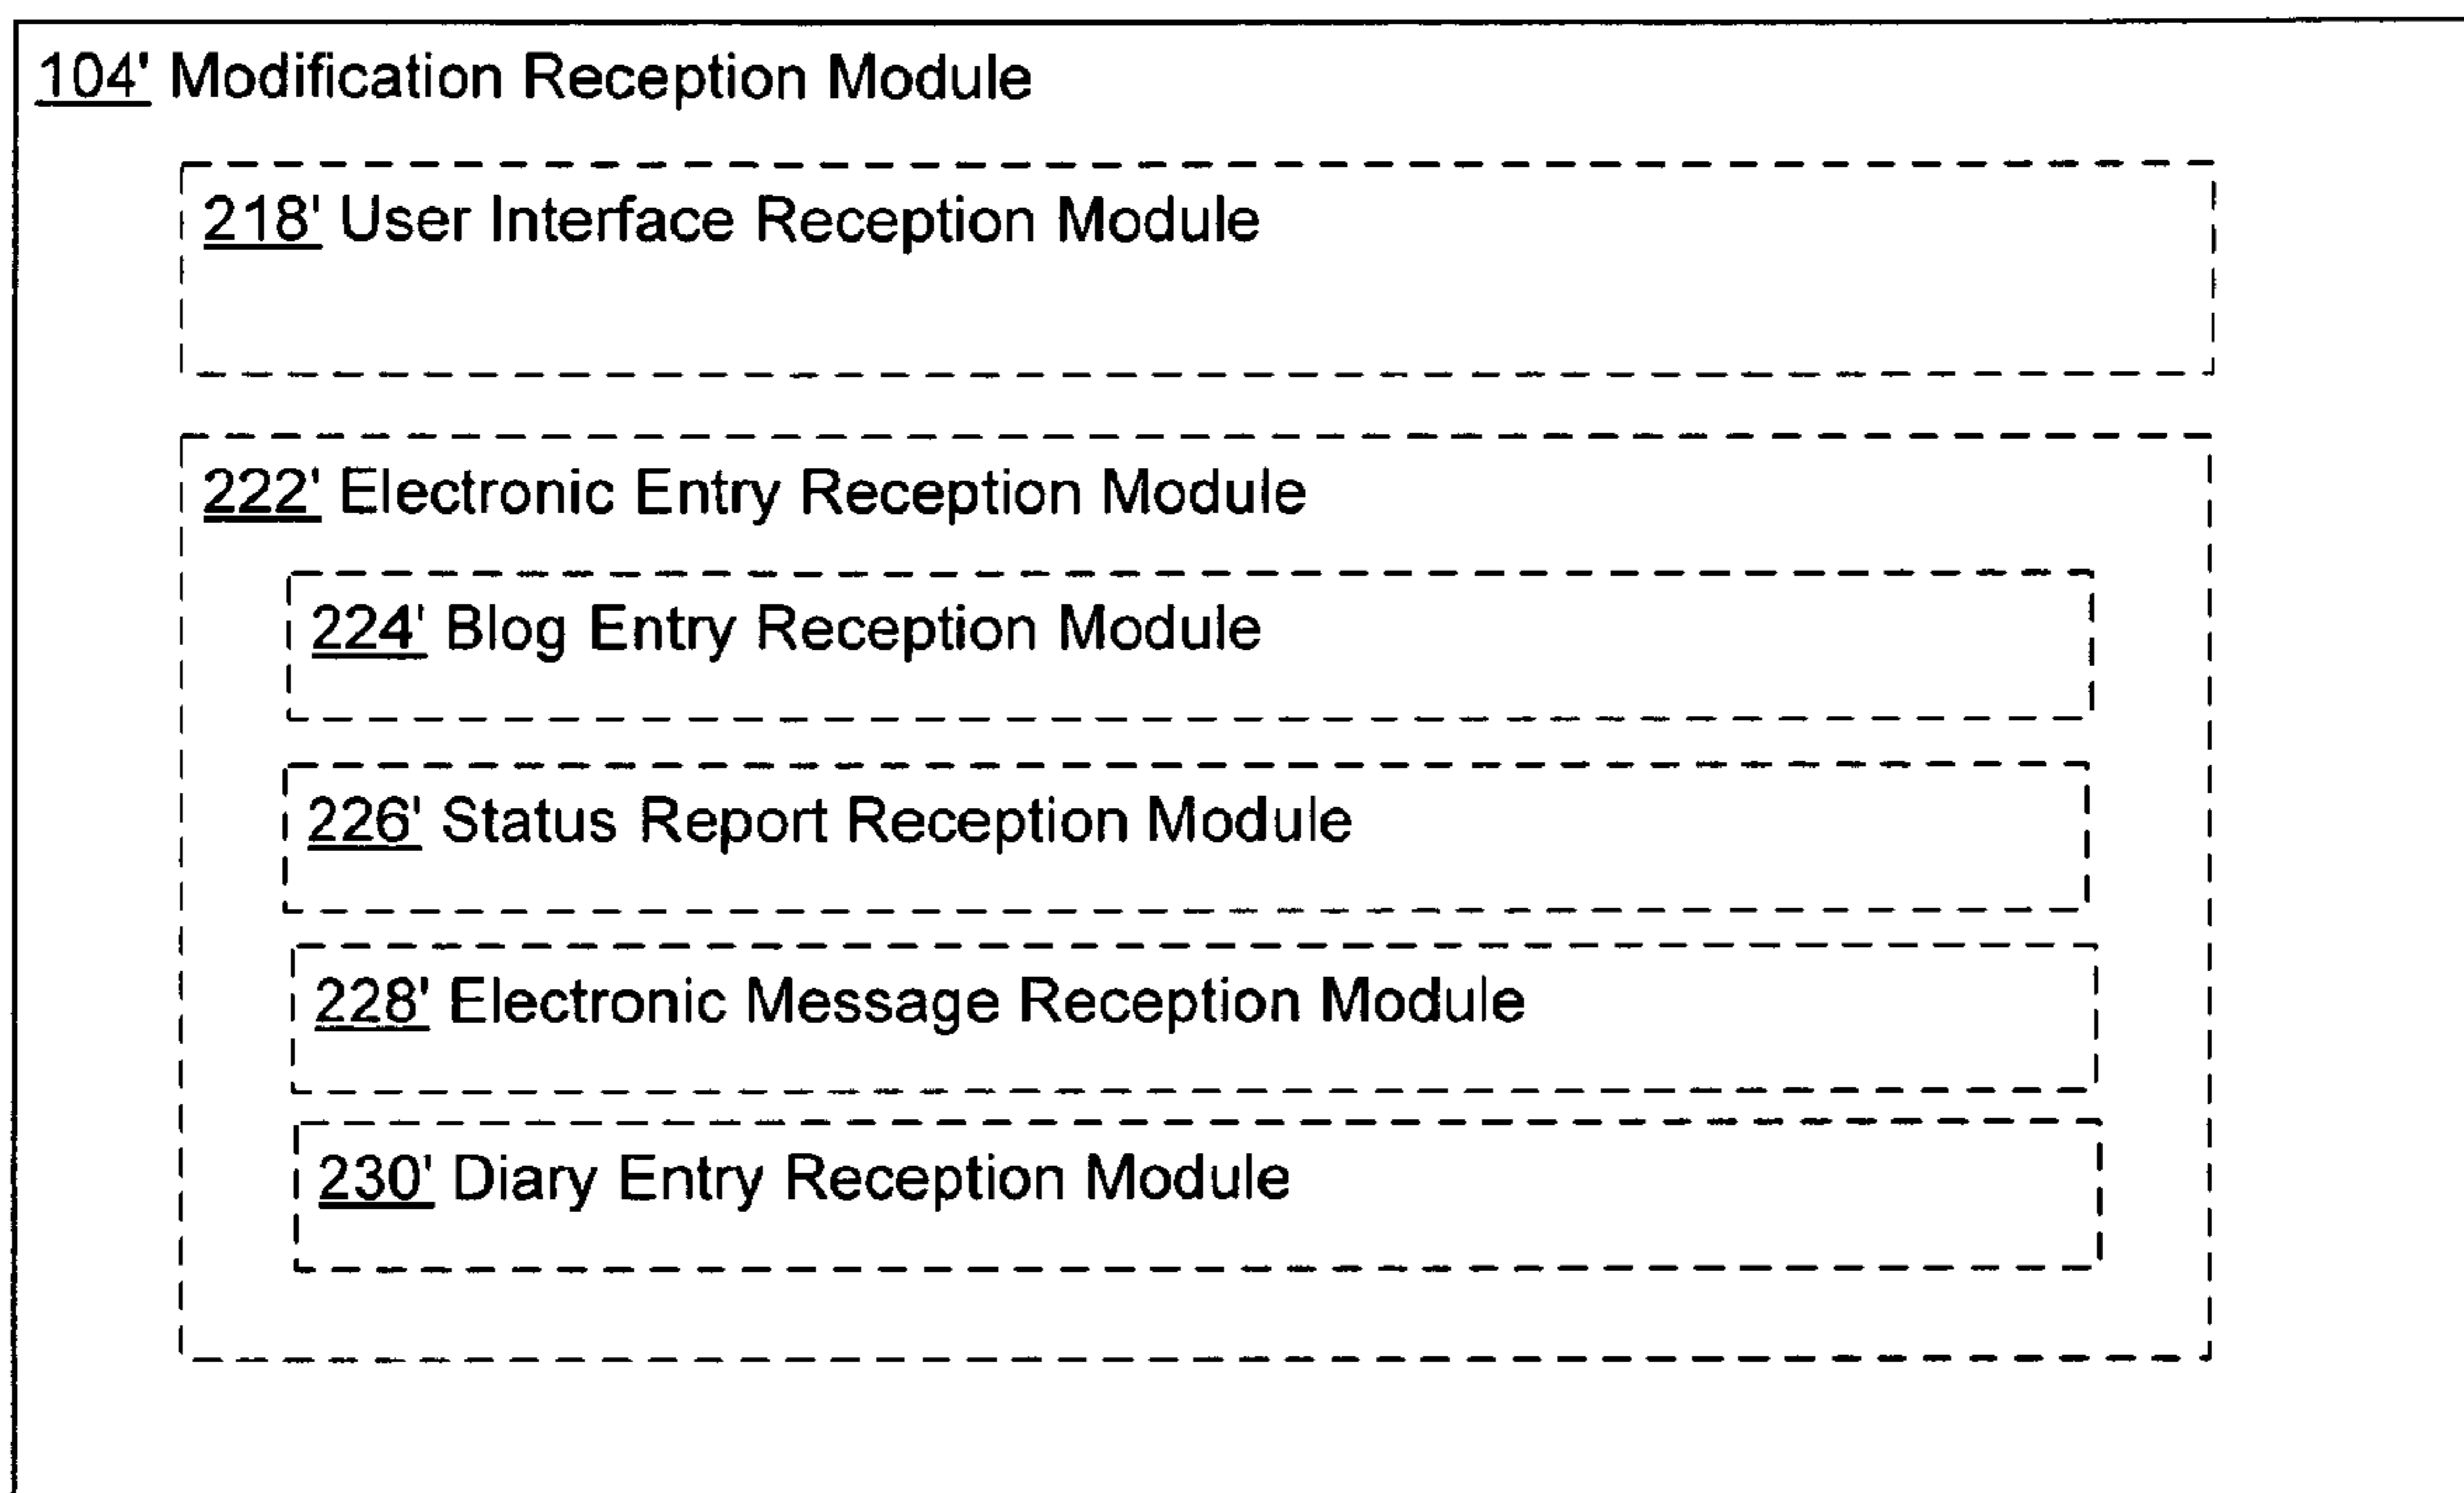 104' Modification Reception Module
218' User Interface Reception Module
222' Electronic Entry Reception Module
224' Blog Entry Reception Module
226' Status Report Reception Module
228' Electronic Message Reception Module
230' Diary Entry Reception Module